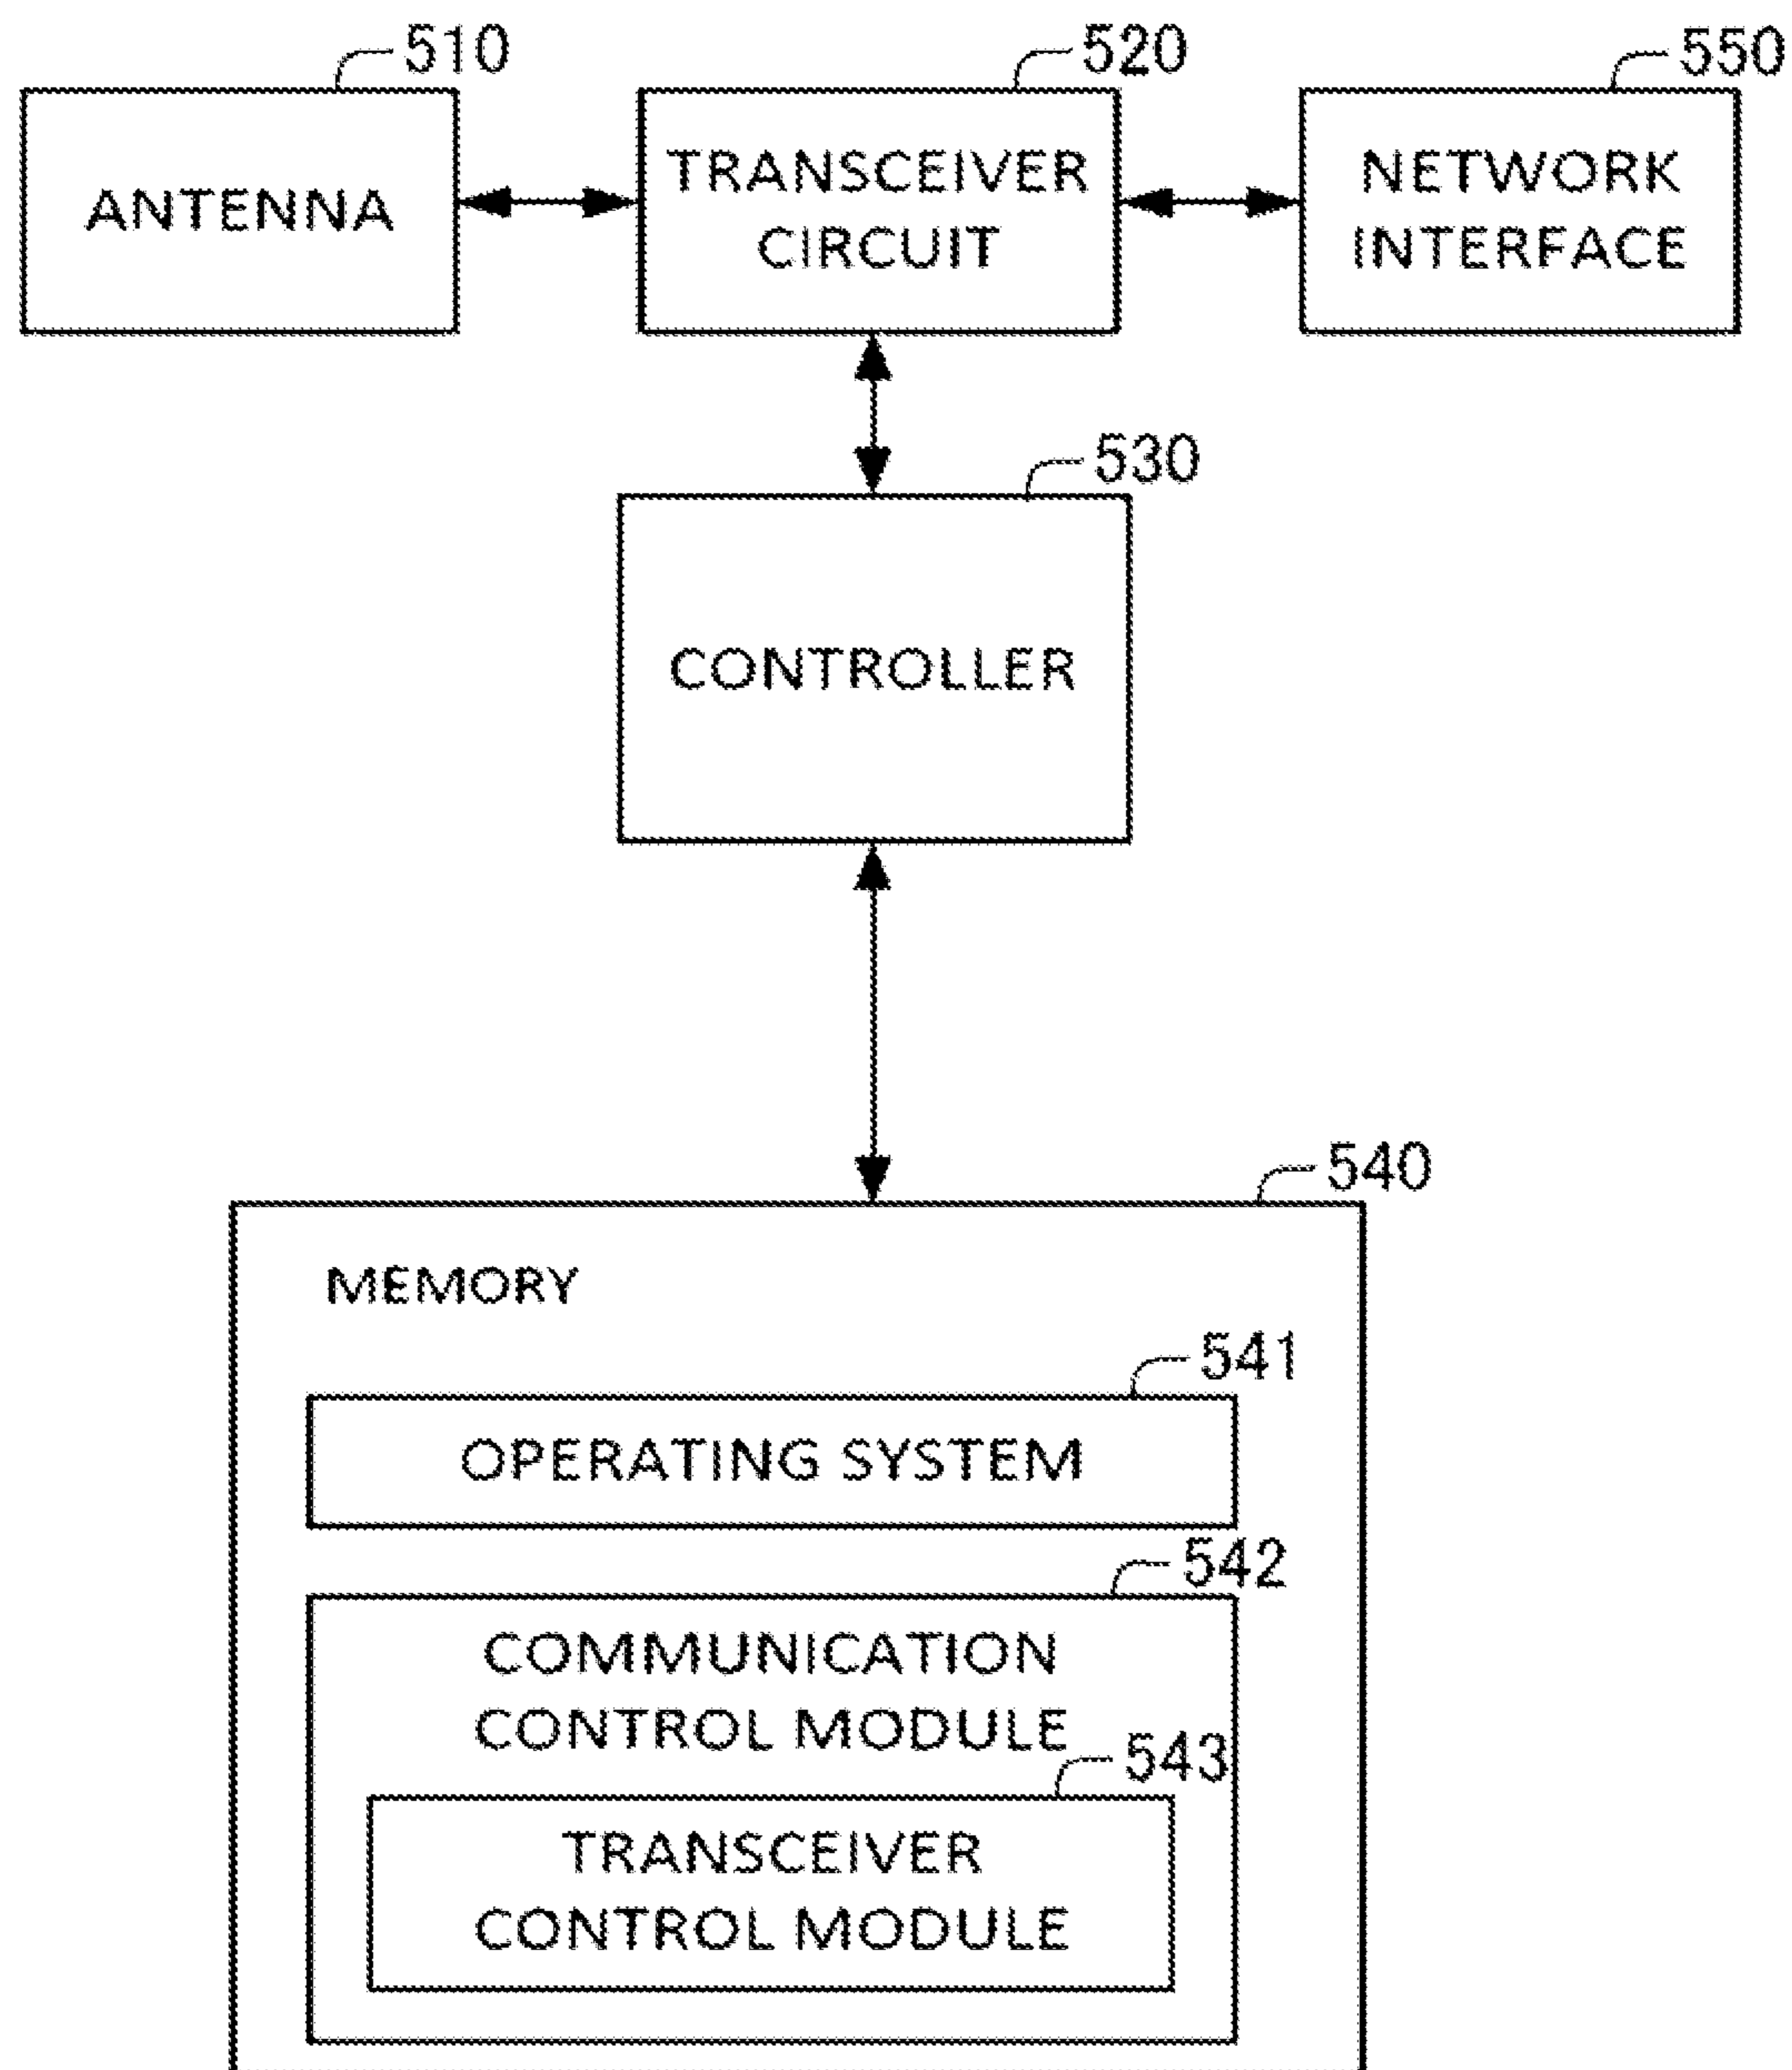 510
520
550
ANTENNA
TRANSCEIVER
CIRCUIT
NETWORK
INTERFACE
530
CONTROLLER
540
MEMORY
541
OPERATING SYSTEM
542
COMMUNICATION
CONTROL MODULE
543
TRANSCEIVER
CONTROL MODULE